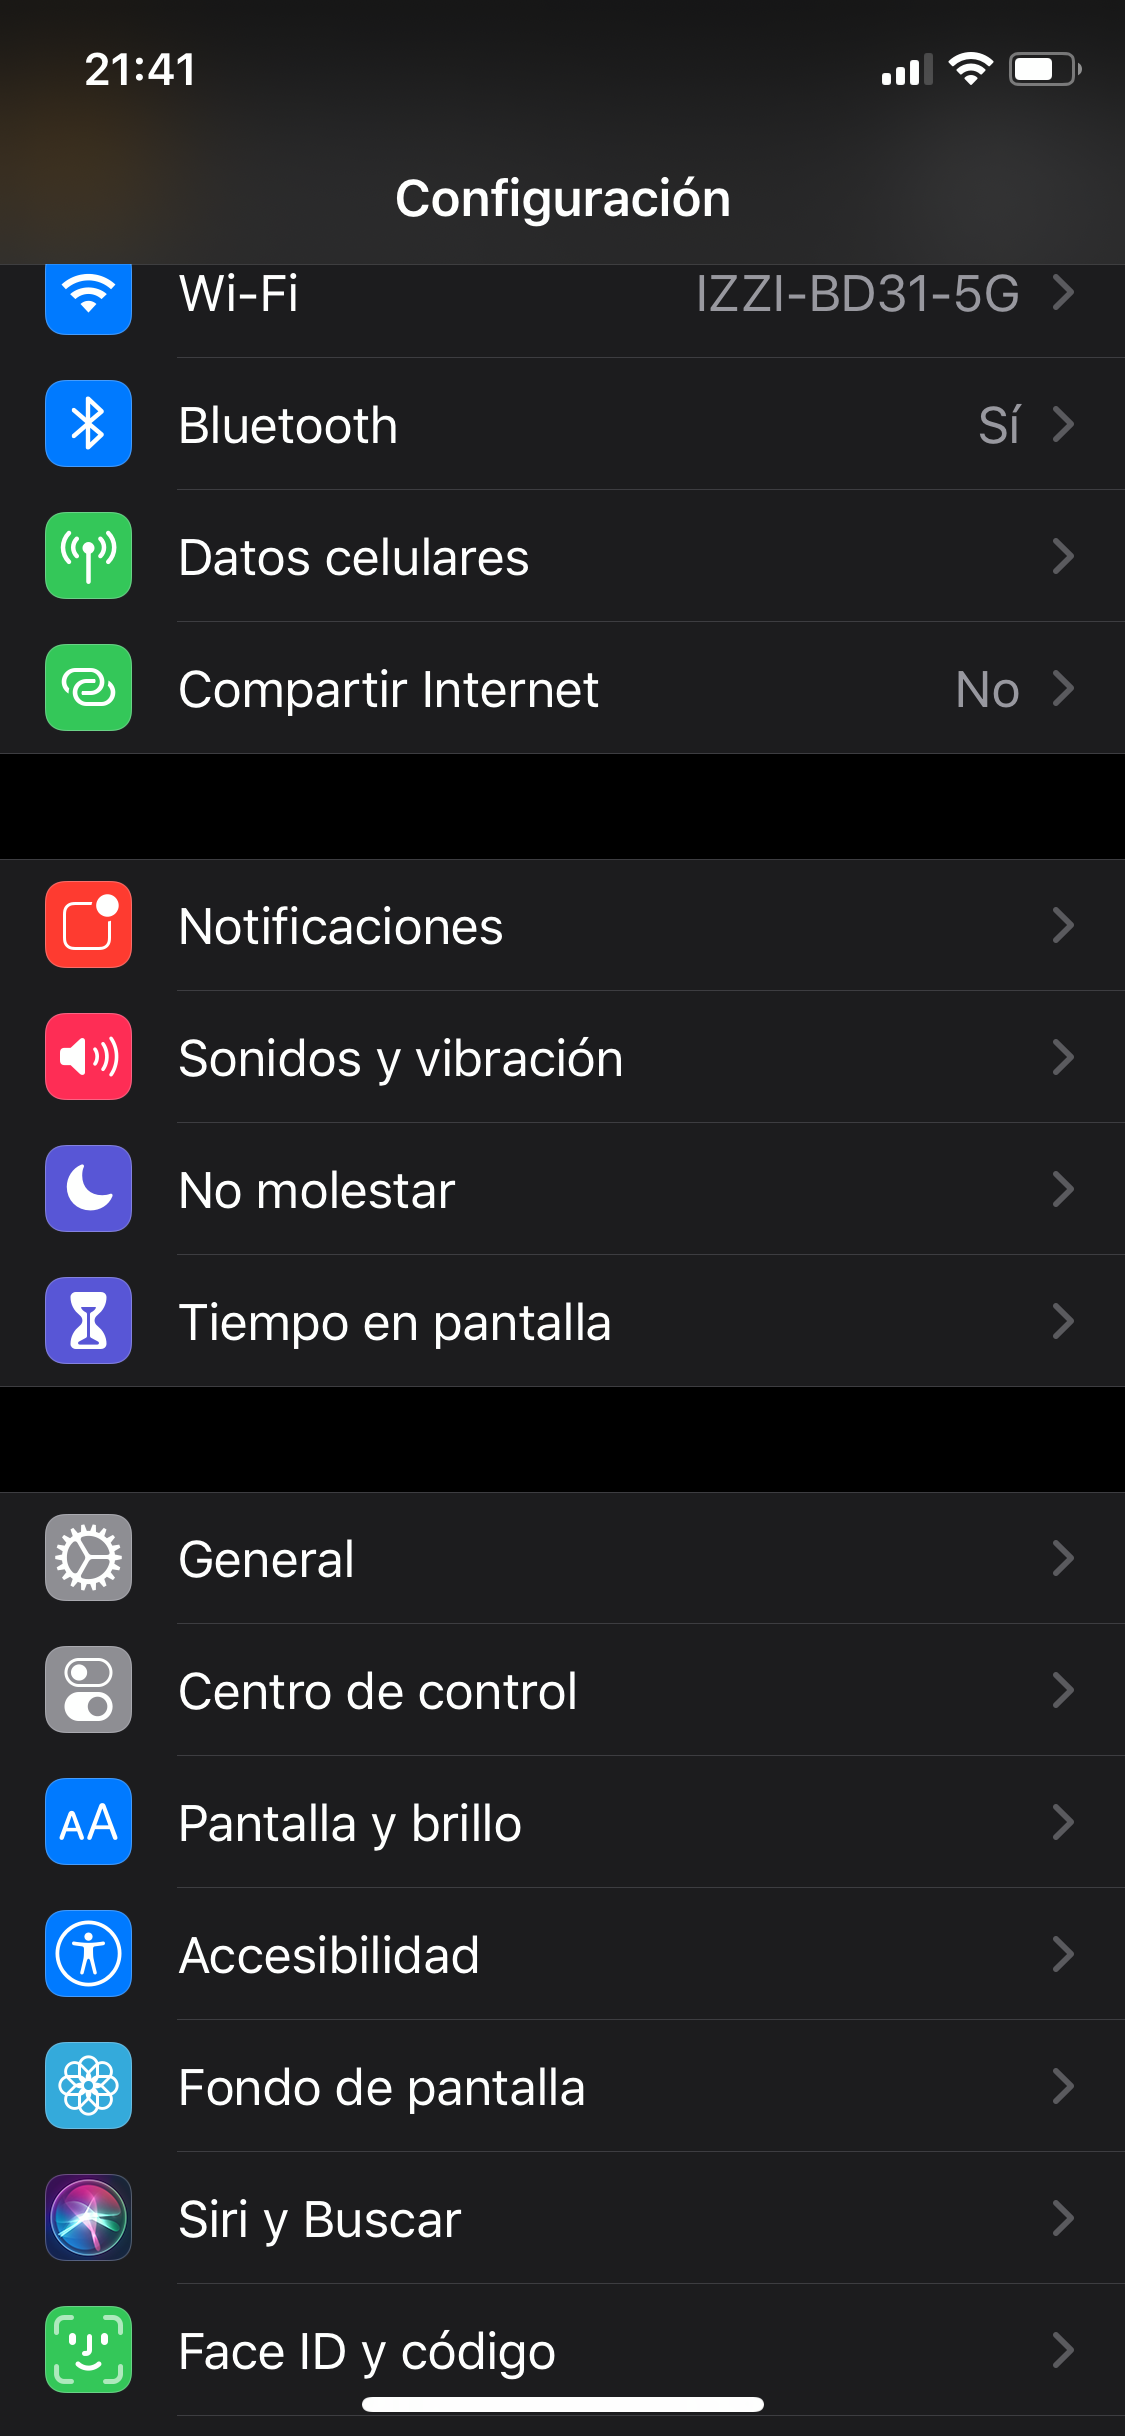 21:41
Configuración
Wi-Fi IZZI-BD31-5G
Bluetooth Sí
Datos celulares
Compartir Internet No
Notificaciones
Sonidos y vibración
No molestar
Tiempo en pantalla
General
Centro de control
AA Pantalla y brillo
Accesibilidad
Fondo de pantalla
Siri y Buscar
Face ID y código